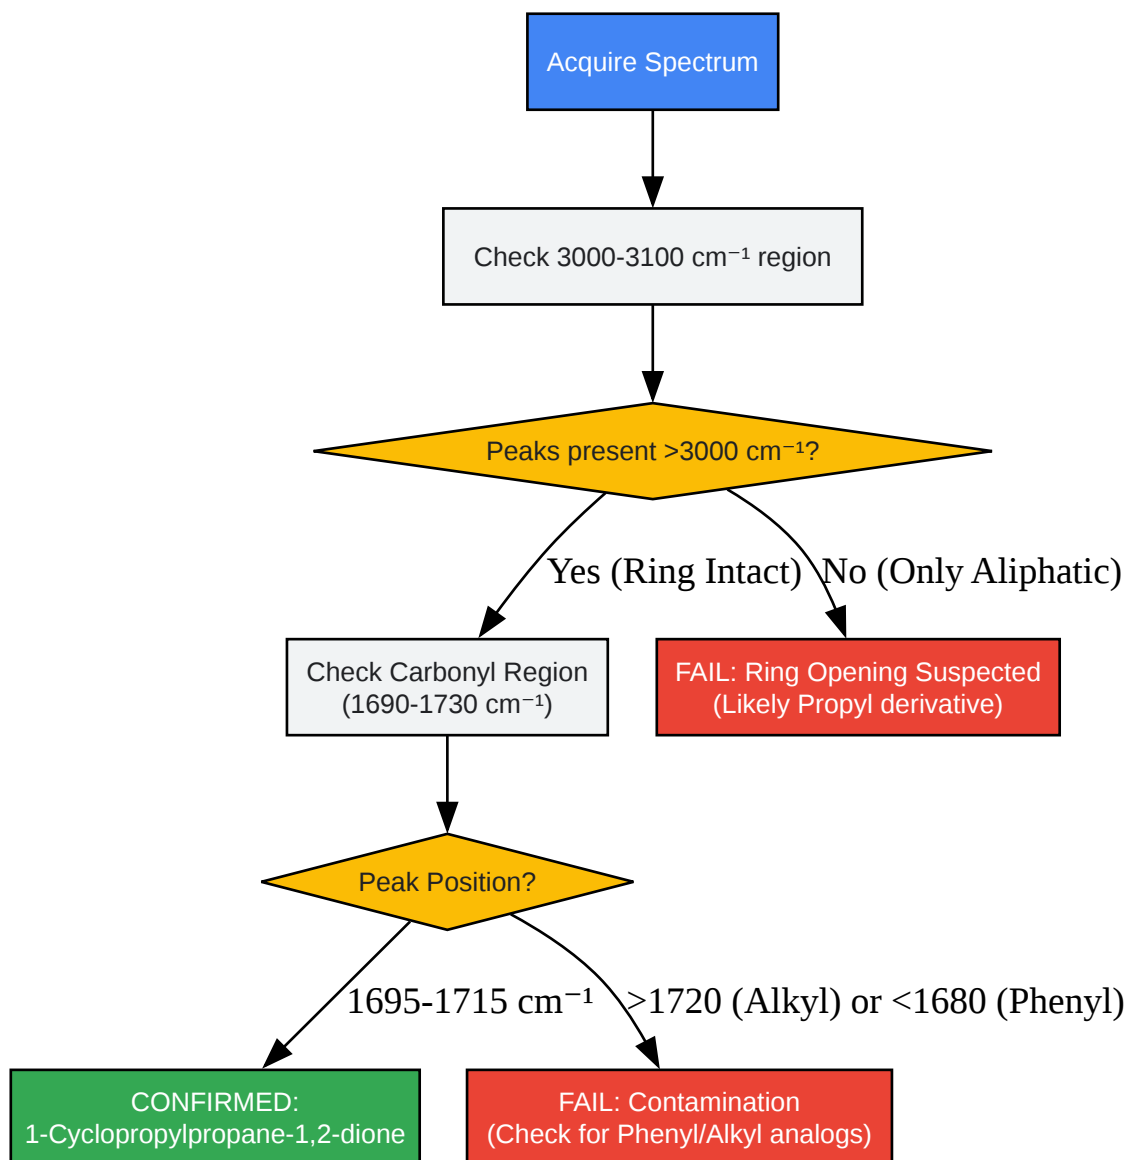 Acquire Spectrum
Check 3000-3100 cm⁻¹ region
Peaks present >3000 cm⁻¹?
Yes (Ring Intact)
No (Only Aliphatic)
Check Carbonyl Region
(1690-1730 cm⁻¹)
FAIL: Ring Opening Suspected
(Likely Propyl derivative)
Peak Position?
1695-1715 cm⁻¹
>1720 (Alkyl) or <1680 (Phenyl)
CONFIRMED:
1-Cyclopropylpropane-1,2-dione
FAIL: Contamination
(Check for Phenyl/Alkyl analogs)